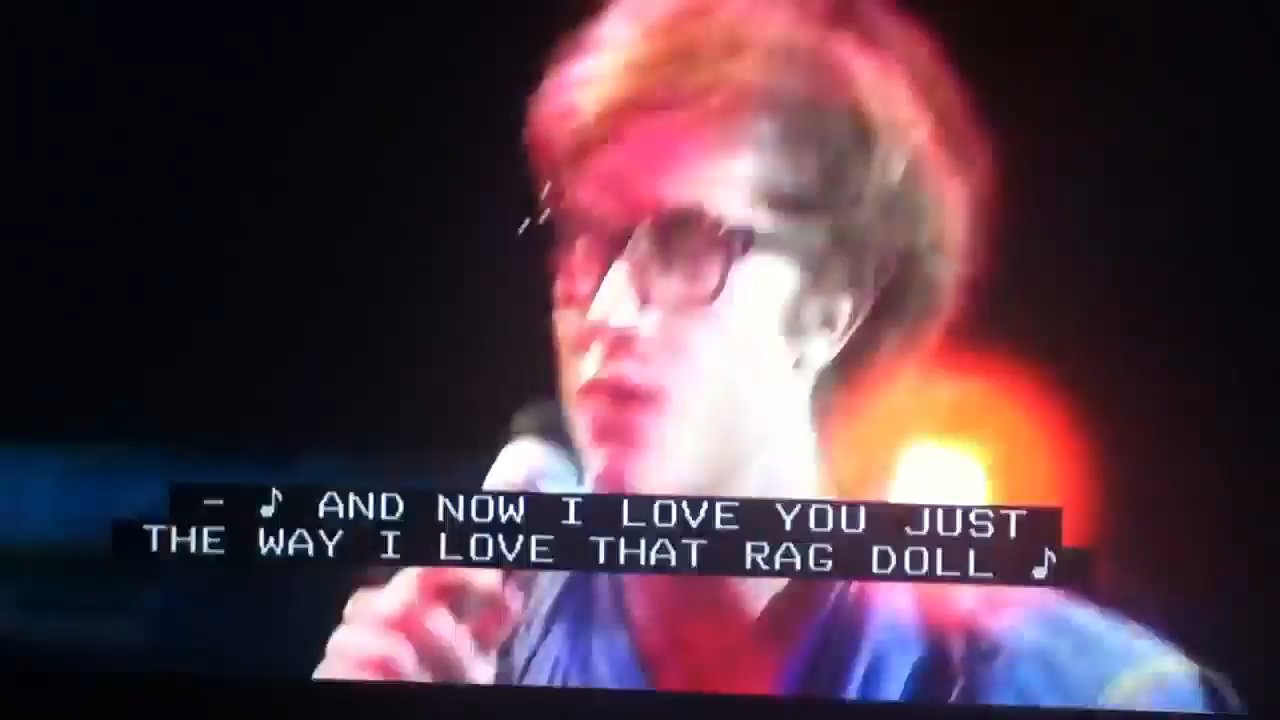 - ♪ AND NOW I LOVE YOU JUST
THE WAY I LOVE THAT RAG DOLL ♪